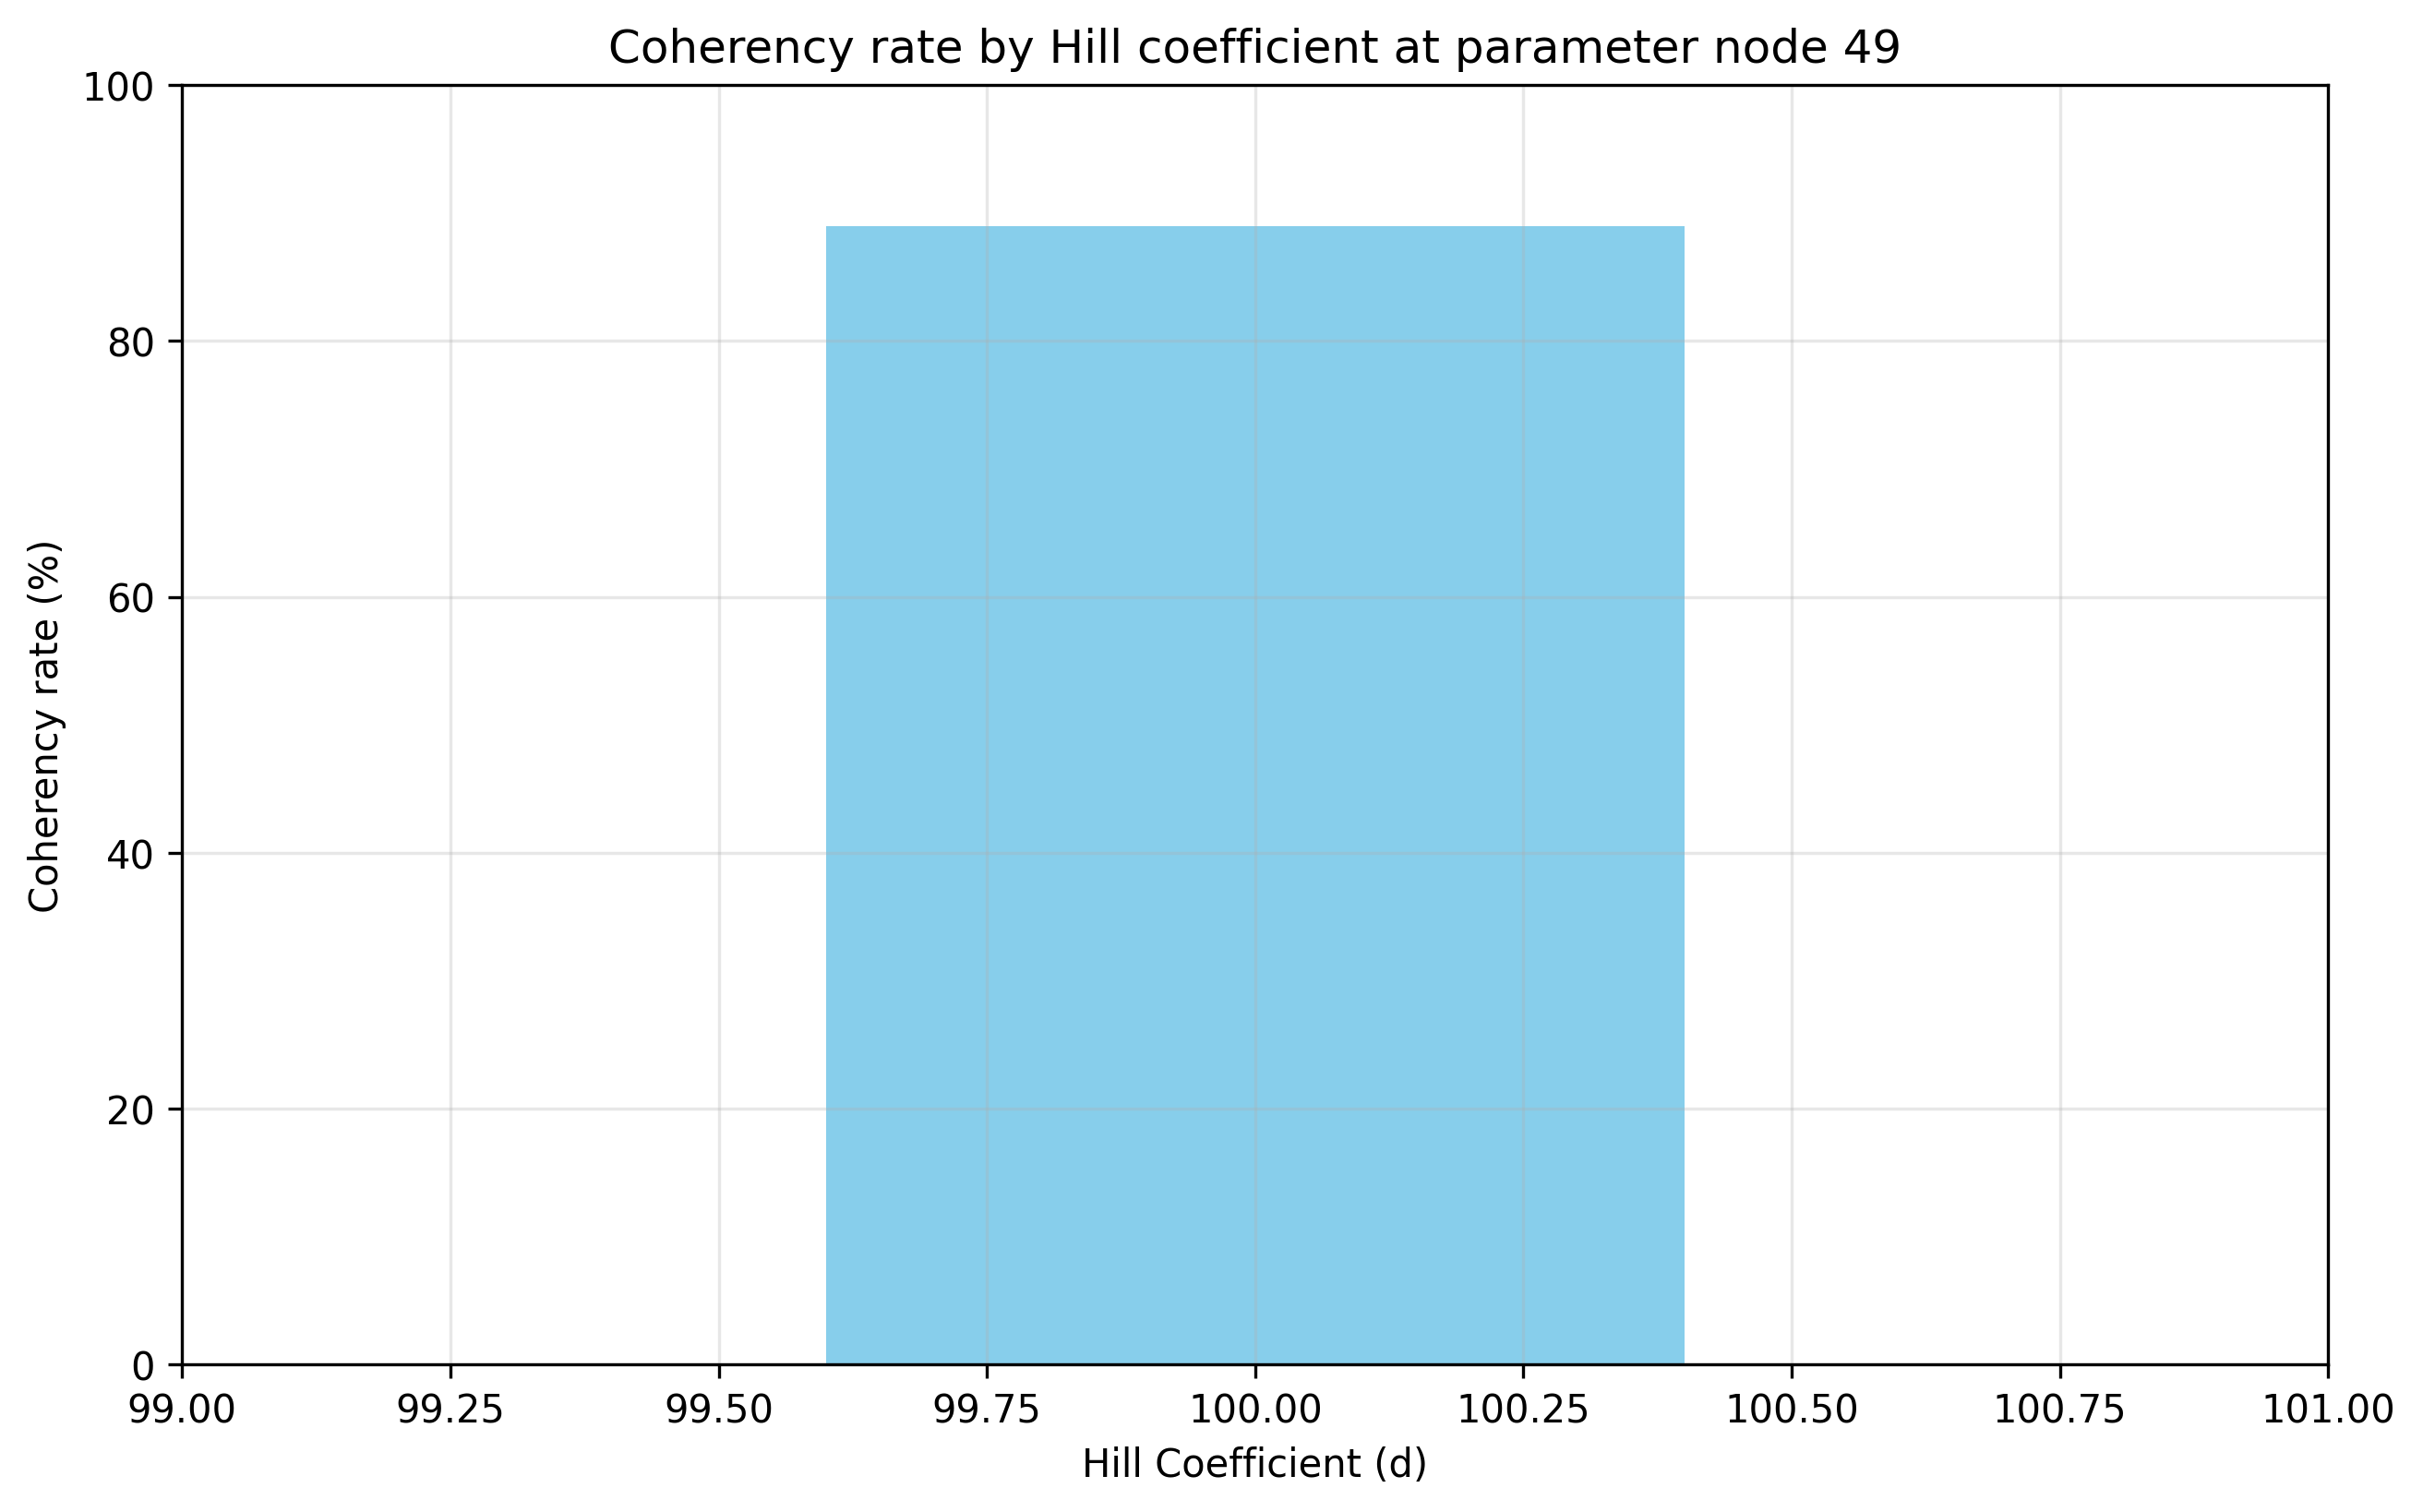 Coherency rate by Hill coefficient at parameter node 49
100
80
60
40
20
0
Coherency rate (%)
99.00 99.25 99.50 99.75 100.00 100.25 100.50 100.75 101.00
Hill Coefficient (d)